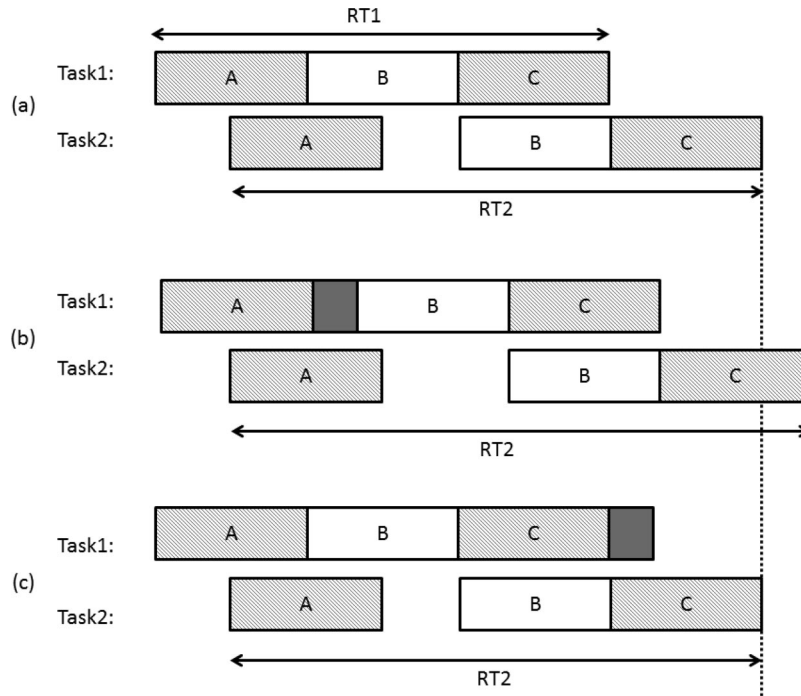 RT1
Task1: A B C
(a)
Task2: A B C
RT2
Task1: A B C
(b)
Task2: A B C
RT2
Task1: A B C
(c)
Task2: A B C
RT2